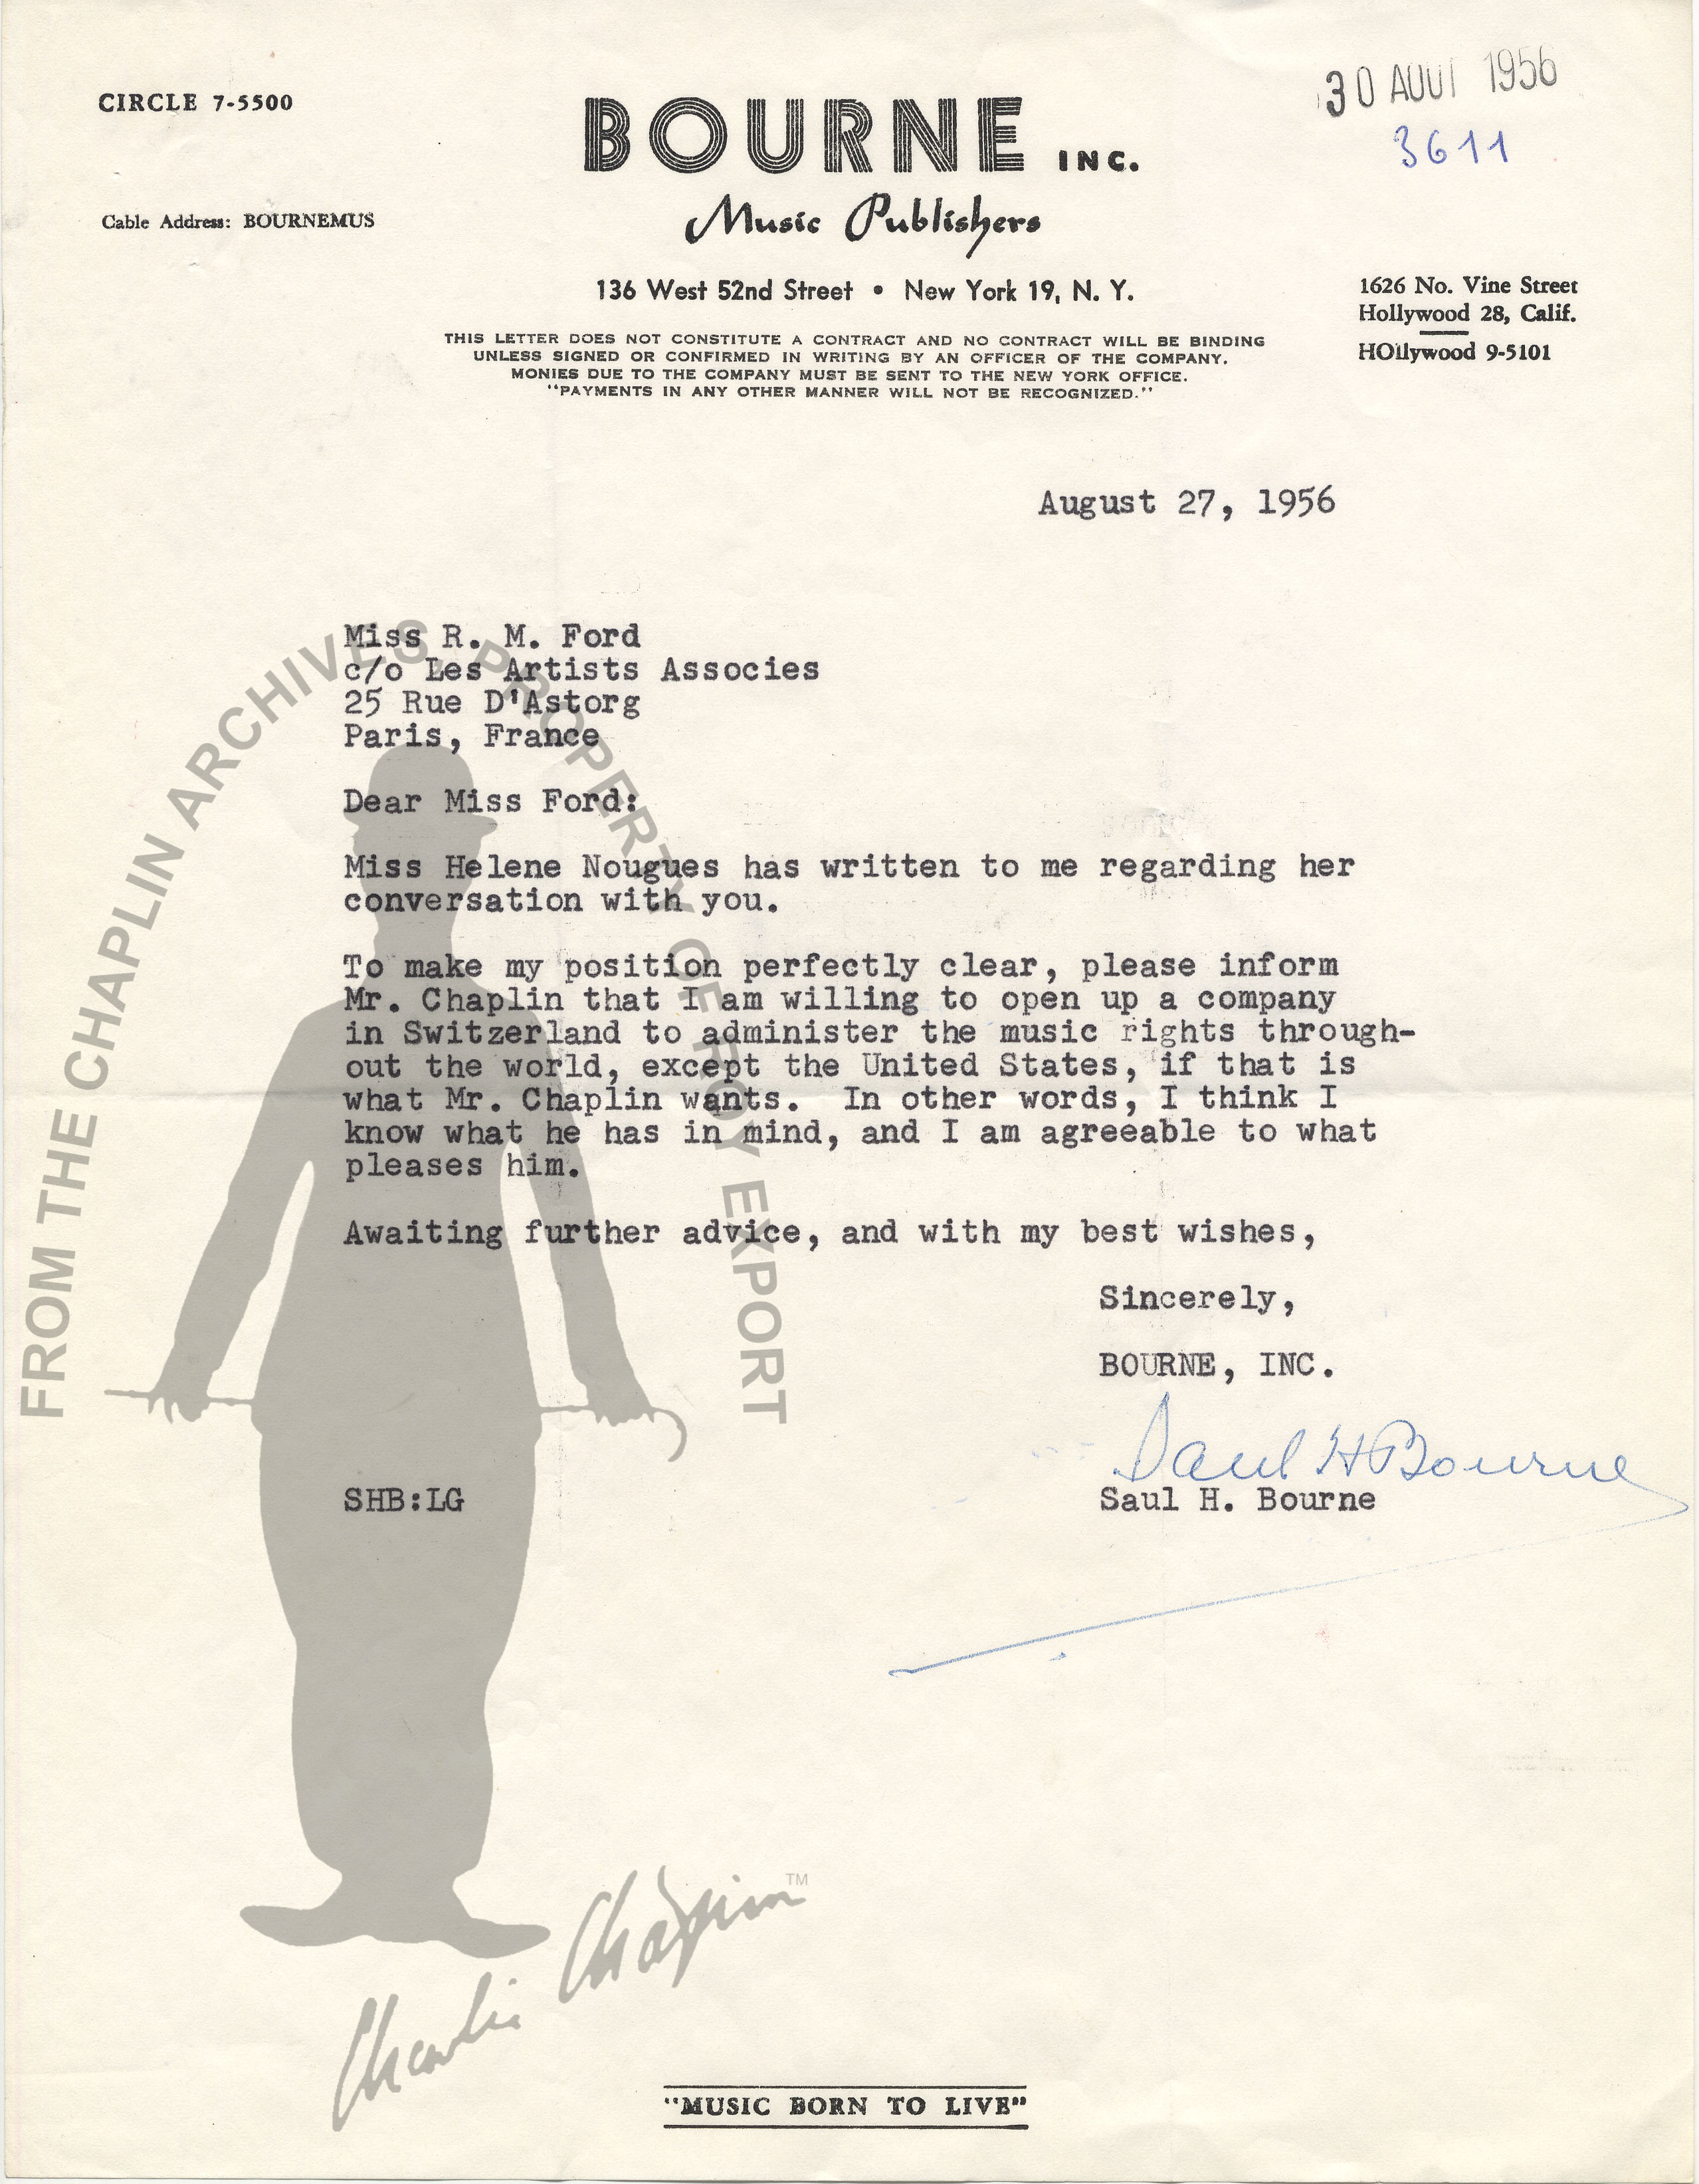 CIRCLE 7-5500
30 AOUT 1956
3611
BOURNE INC.
Music Publishers
Cable Address: BOURNEMUS
136 West 52nd Street • New York 19, N. Y.
1626 No. Vine Street
Hollywood 28, Calif.
HOllywood 9-5101
THIS LETTER DOES NOT CONSTITUTE A CONTRACT AND NO CONTRACT WILL BE BINDING
UNLESS SIGNED OR CONFIRMED IN WRITING BY AN OFFICER OF THE COMPANY.
MONIES DUE TO THE COMPANY MUST BE SENT TO THE NEW YORK OFFICE.
"PAYMENTS IN ANY OTHER MANNER WILL NOT BE RECOGNIZED."
August 27, 1956
Miss R. M. Ford
c/o Les Artists Associes
25 Rue D'Astorg
Paris, France
Dear Miss Ford:
Miss Helene Nougues has written to me regarding her
conversation with you.
To make my position perfectly clear, please inform
Mr. Chaplin that I am willing to open up a company
in Switzerland to administer the music rights through-
out the world, except the United States, if that is
what Mr. Chaplin wants. In other words, I think I
know what he has in mind, and I am agreeable to what
pleases him.
Awaiting further advice, and with my best wishes,
Sincerely,
BOURNE, INC.
Saul H Bourne
Saul H. Bourne
SHB:LG
FROM THE CHAPLIN ARCHIVES, PROPERTY OF ROY EXPORT
Charlie Chaplin TM
"MUSIC BORN TO LIVE"